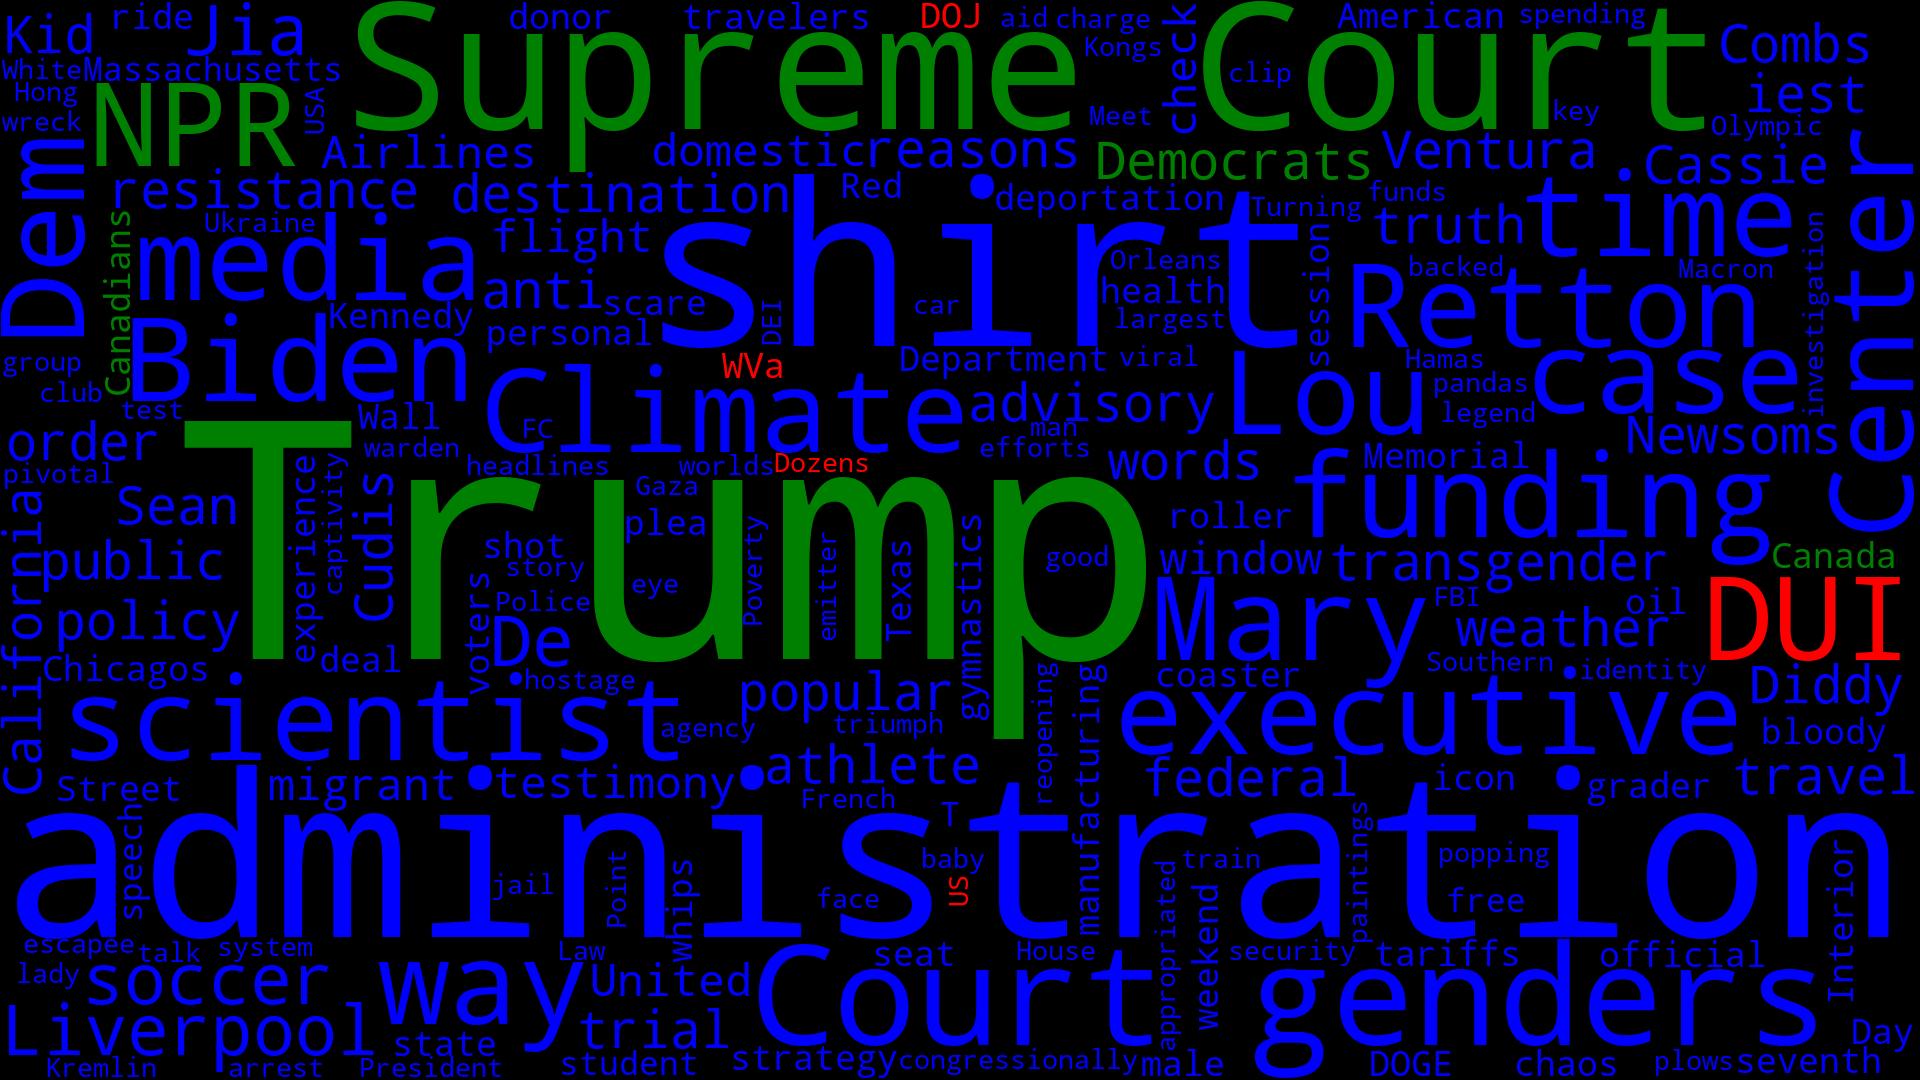 Kid ride Jia donor travelers DOJ aid charge American spending
Supreme Court
Kongs check clip Combs
White Massachusetts
Hong USA iest
NPR Meet key
wreck Olympic
Airlines domestic reasons Democrats Ventura Cassie
Dem resistance destination Red deportation Turning funds time Center
Canadians Ukraine media flight shirt session truth
Orleans backed Macron investigation
anti scare health Retton
Kennedy personal DEI car largest
Biden
group WVa Department viral Hamas case
club Climate Lou pandas
test Wall FC advisory man legend
order warden efforts Newsoms
pivotal headlines worlds Dozens words Memorial funding
California Sean experience captivity Cudis Trump Gaza
plea roller
public shot story Poverty emitter Texas gymnastics good window transgender Canada
voters Police eye Mary FBI oil DUI
policy De weather
Chicagos deal hostage coaster Southern identity
scientist popular reopening manufacturing executive Diddy
agency triumph bloody
Street migrant testimony athlete federal icon grader travel
speech French T paintings
administration
jail Point whips baby US train popping Interior
face appropriated weekend free
escapee talk system Law seat House security tariffs official
lady soccer way United Court genders
Liverpool state trial Day
Kremlin arrest President student strategy congressionally male DOGE chaos plows seventh